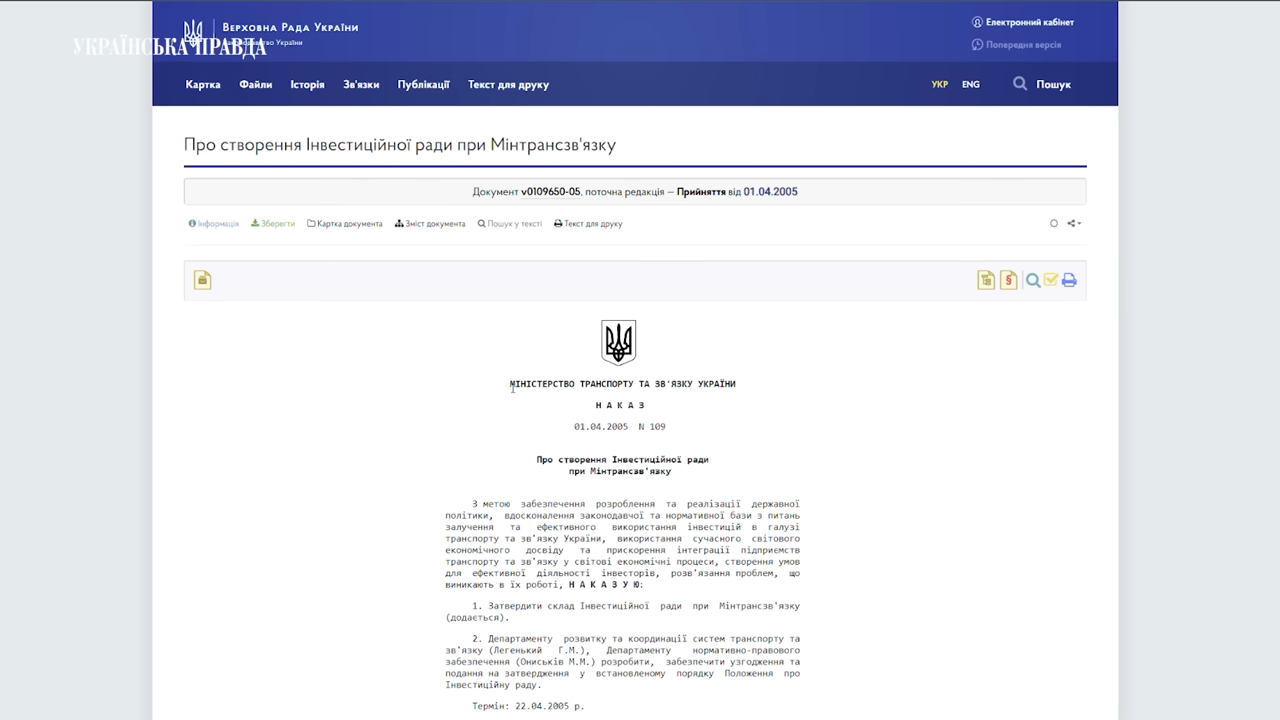 Верховна Рада України
УКРАЇНСЬКА ПРАВДА
України
Електронний кабінет
Попередня версія
Картка Файли Історія Зв'язки Публікації Текст для друку УКР ENG Пошук
Про створення Інвестиційної ради при Мінтрансзв'язку
Документ v0109650-05, поточна редакція — Прийняття від 01.04.2005
Інформація Зберегти Картка документа Зміст документа Пошук у тексті Текст для друку
МІНІСТЕРСТВО ТРАНСПОРТУ ТА ЗВ'ЯЗКУ УКРАЇНИ
Н А К А З
01.04.2005 N 109
Про створення Інвестиційної ради
при Мінтрансзв'язку
З метою забезпечення розроблення та реалізації державної
політики, вдосконалення законодавчої та нормативної бази з питань
залучення та ефективного використання інвестицій в галузі
транспорту та зв'язку України, використання сучасного світового
економічного досвіду та прискорення інтеграції підприємств
транспорту та зв'язку у світові економічні процеси, створення умов
для ефективної діяльності інвесторів, розв'язання проблем, що
виникають в їх роботі, Н А К А З У Ю:
1. Затвердити склад Інвестиційної ради при Мінтрансзв'язку
(додається).
2. Департаменту розвитку та координації систем транспорту та
зв'язку (Легенький Г.М.), Департаменту нормативно-правового
забезпечення (Ониськів М.М.) розробити, забезпечити узгодження та
подання на затвердження у встановленому порядку Положення про
Інвестиційну раду.
Термін: 22.04.2005 р.